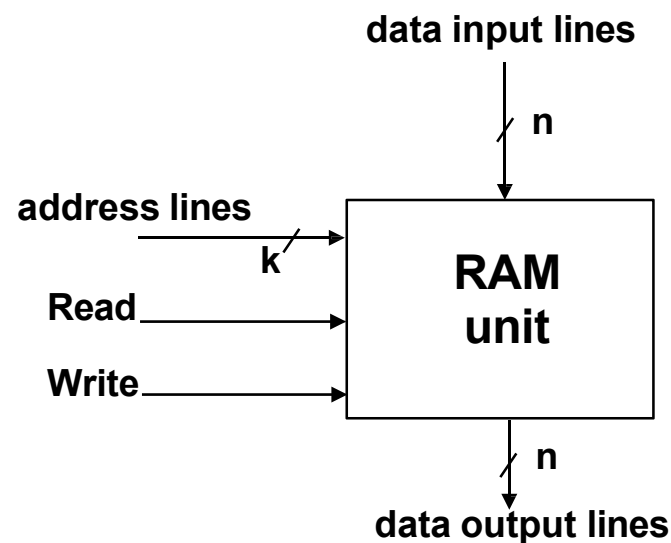 data input lines
n
address lines
k
RAM
unit
Read
Write
n
data output lines